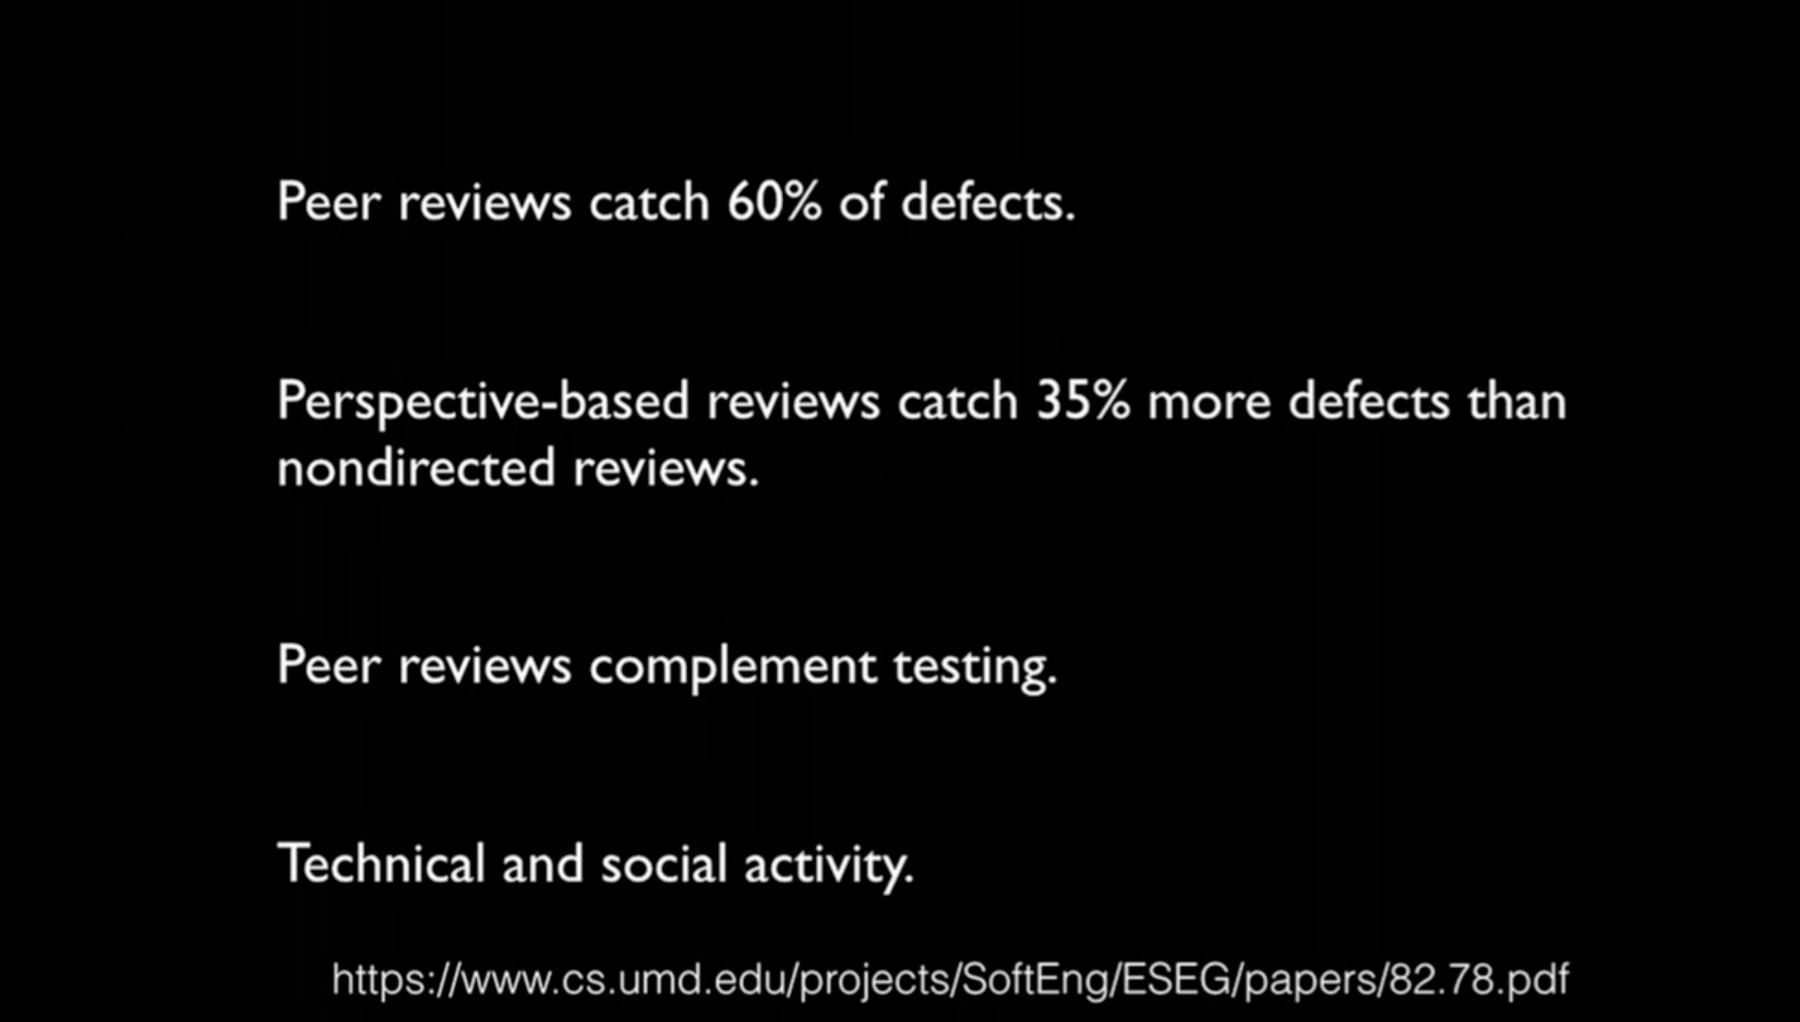 Peer reviews catch 60% of defects.
Perspective-based reviews catch 35% more defects than
nondirected reviews.
Peer reviews complement testing.
Technical and social activity.
https://www.cs.umd.edu/projects/SoftEng/ESEG/papers/82.78.pdf